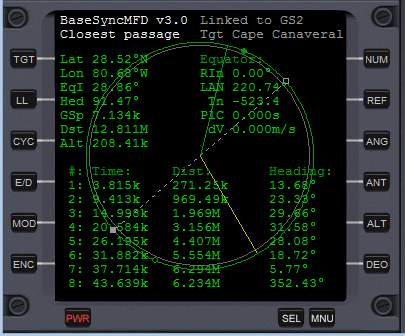 BaseSyncMFD v3.0 Linked to GS2
Closest passage Tgt Cape Canaveral
TGT Lat 28.52°N Equator: NUM
Lon 80.68°W RIn 0.00°
LL EqI 28.86° LAN 220.74° REF
Hed 91.47° Tn -523.4
GSp 7.134k PlC 0.000s
CYC Dst 12.811M dV 0.000m/s ANG
Alt 208.41k
#: Time: Dist: Heading:
E/D 1: 3.815k 271.25k 13.68° ANT
2: 9.413k 969.49k 23.39°
3: 14.998k 1.969M 29.66°
MOD 4: 20.584k 3.156M 31.58° ALT
5: 26.195k 4.407M 28.08°
6: 31.882k 5.554M 18.72°
ENC 7: 37.714k 6.294M 5.77° DEO
8: 43.639k 6.234M 352.43°
PWR SEL MNU